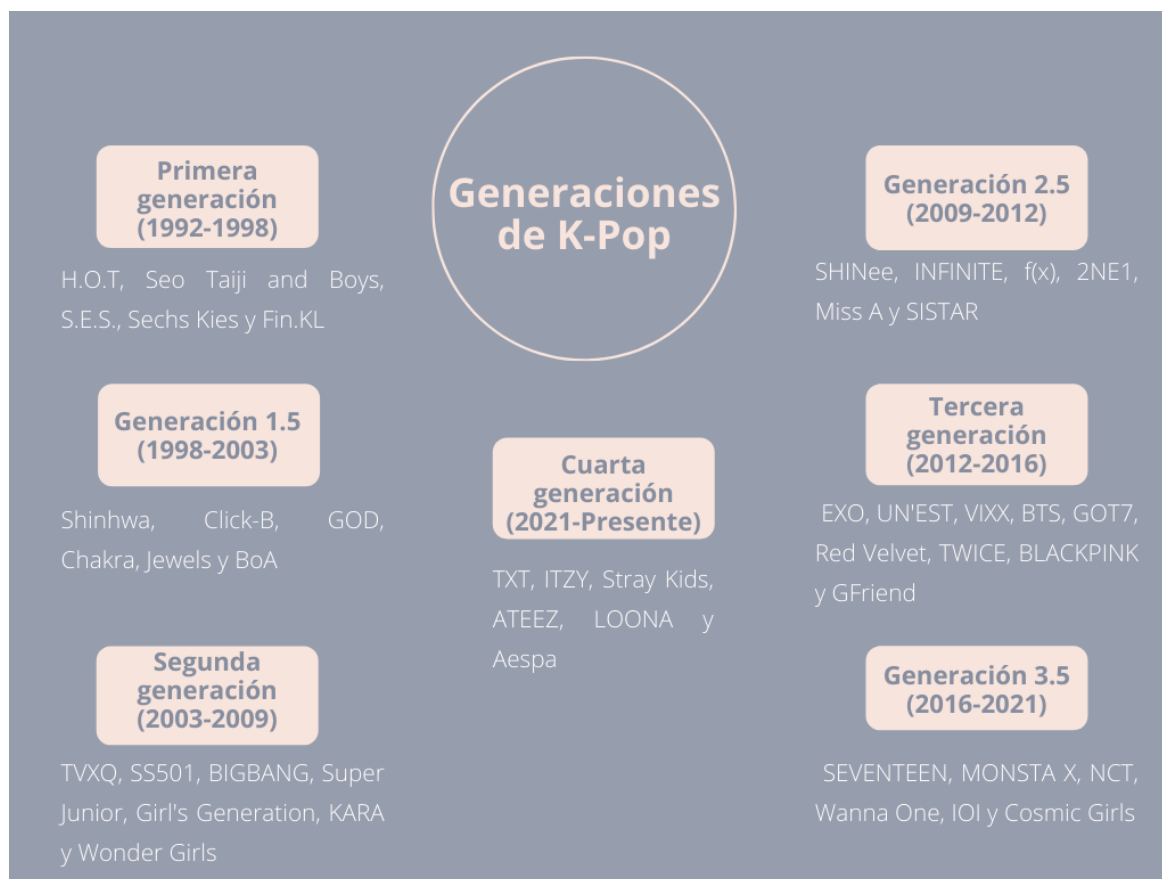 Generaciones
de K-Pop
Primera
generación
(1992-1998)
H.O.T, Seo Taiji and Boys,
S.E.S., Sechs Kies y Fin.KL
Generación 1.5
(1998-2003)
Shinhwa, Click-B, GOD,
Chakra, Jewels y BoA
Segunda
generación
(2003-2009)
TVXQ, SS501, BIGBANG, Super
Junior, Girl's Generation, KARA
y Wonder Girls
Generación 2.5
(2009-2012)
SHINee, INFINITE, f(x), 2NE1,
Miss A y SISTAR
Tercera
generación
(2012-2016)
EXO, UN'EST, VIXX, BTS, GOT7,
Red Velvet, TWICE, BLACKPINK
y GFriend
Generación 3.5
(2016-2021)
SEVENTEEN, MONSTA X, NCT,
Wanna One, IOI y Cosmic Girls
Cuarta
generación
(2021-Presente)
TXT, ITZY, Stray Kids,
ATEEZ, LOONA y
Aespa